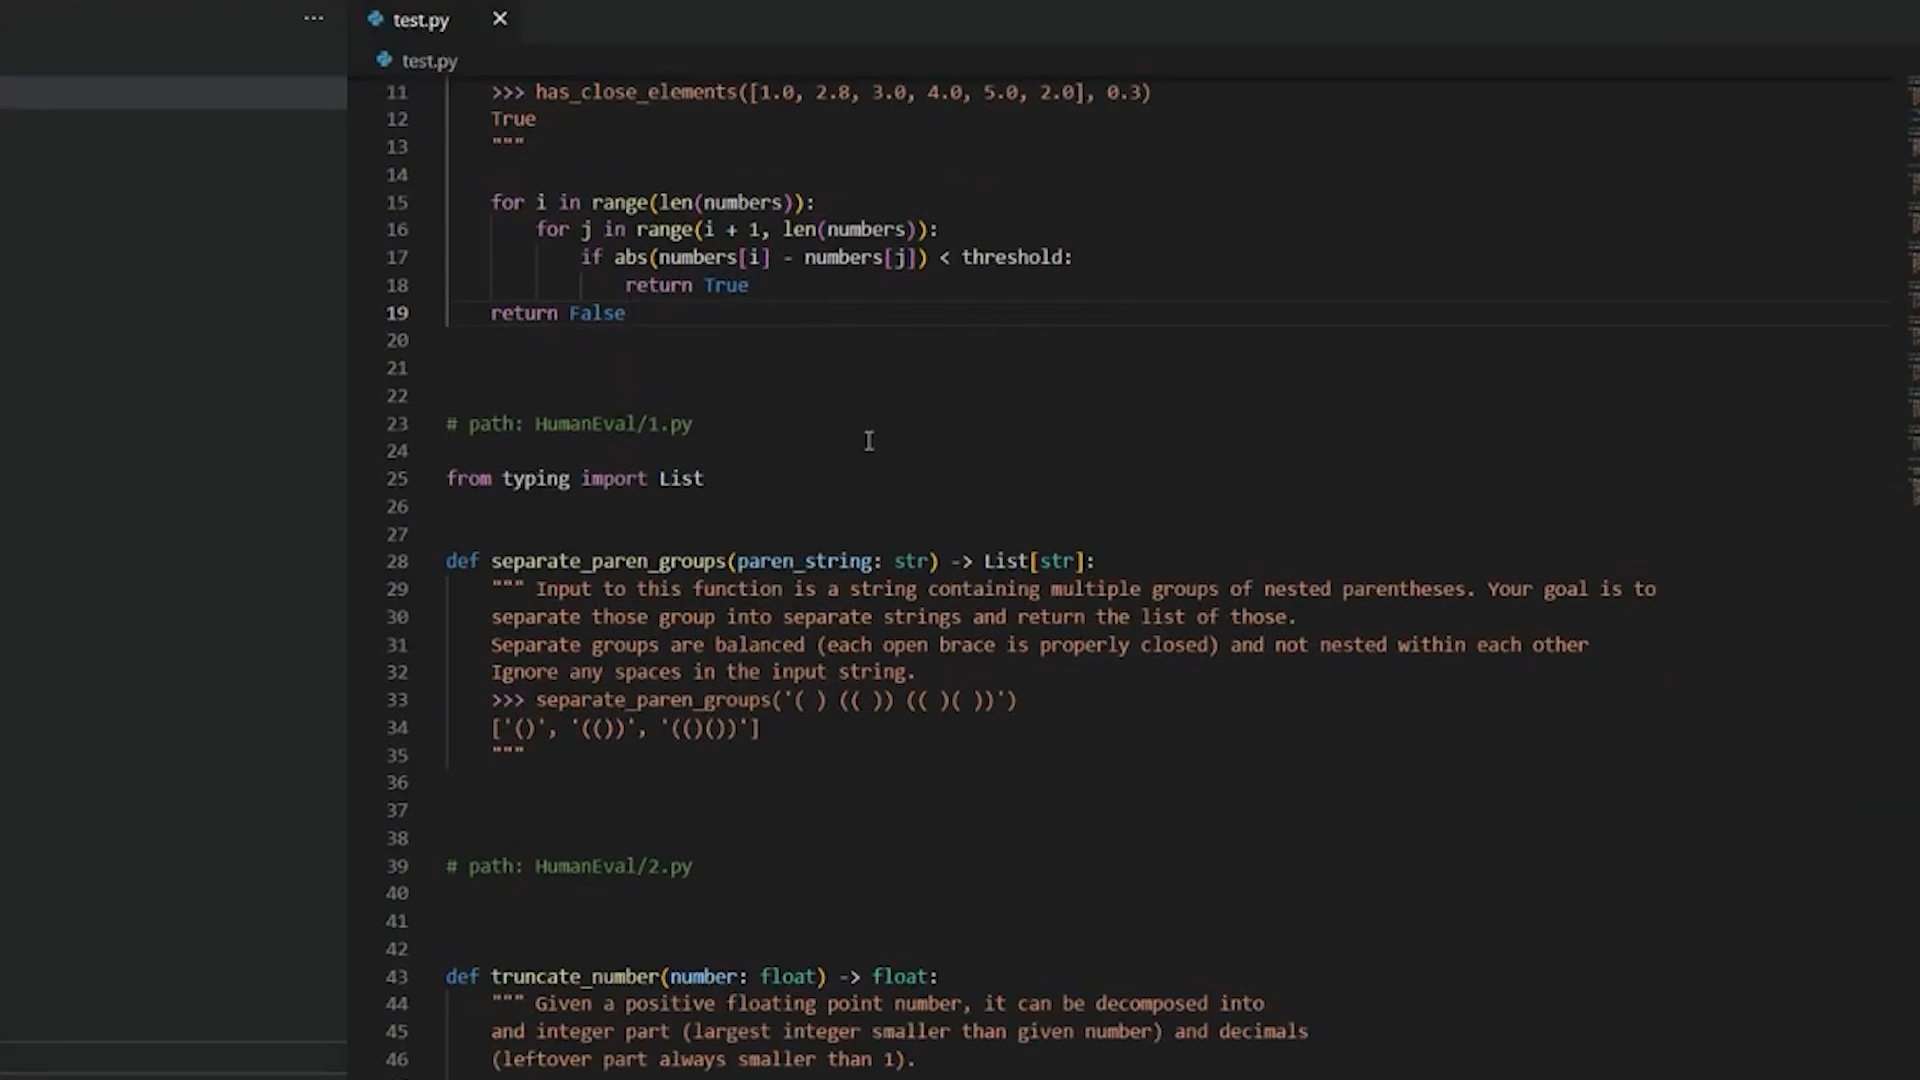 test.py
test.py
11 >>> has_close_elements([1.0, 2.8, 3.0, 4.0, 5.0, 2.0], 0.3)
12 True
13 """
14
15 for i in range(len(numbers)):
16 for j in range(i + 1, len(numbers)):
17 if abs(numbers[i] - numbers[j]) < threshold:
18 return True
19 return False
20
21
22
23 # path: HumanEval/1.py
24
25 from typing import List
26
27
28 def separate_paren_groups(paren_string: str) -> List[str]:
29 """ Input to this function is a string containing multiple groups of nested parentheses. Your goal is to
30 separate those group into separate strings and return the list of those.
31 Separate groups are balanced (each open brace is properly closed) and not nested within each other
32 Ignore any spaces in the input string.
33 >>> separate_paren_groups('( ) (( )) (( )( ))')
34 ['()', '(())', '(()())']
35 """
36
37
38
39 # path: HumanEval/2.py
40
41
42
43 def truncate_number(number: float) -> float:
44 """ Given a positive floating point number, it can be decomposed into
45 and integer part (largest integer smaller than given number) and decimals
46 (leftover part always smaller than 1).